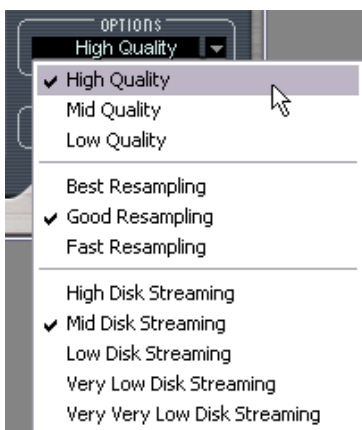 OPTIONS
High Quality
High Quality
Mid Quality
Low Quality
Best Resampling
Good Resampling
Fast Resampling
High Disk Streaming
Mid Disk Streaming
Low Disk Streaming
Very Low Disk Streaming
Very Very Low Disk Streaming